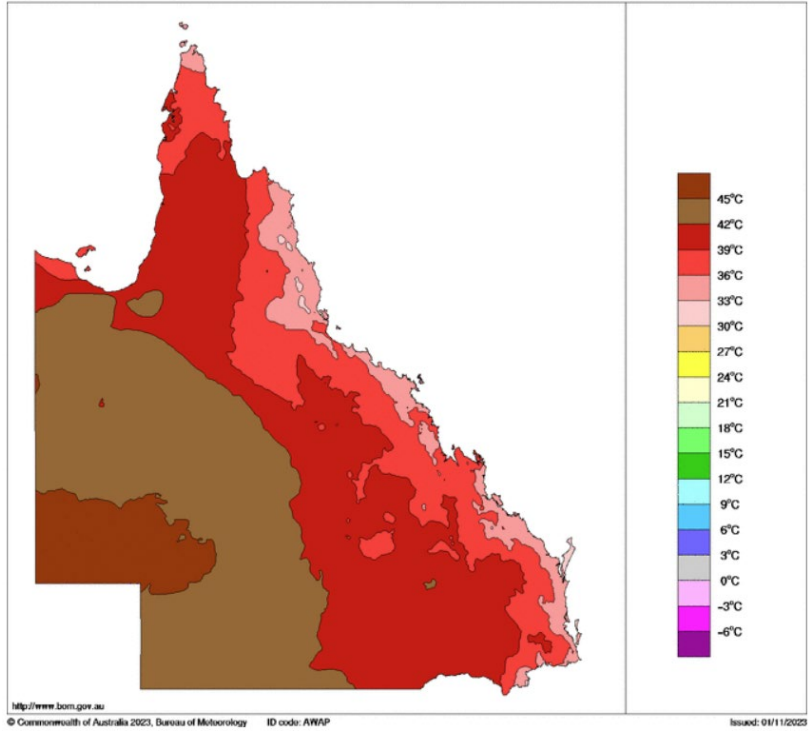 45°C
42°C
39°C
36°C
33°C
30°C
27°C
24°C
21°C
18°C
15°C
12°C
9°C
6°C
3°C
0°C
-3°C
-6°C
http://www.bom.gov.au
© Commonwealth of Australia 2023, Bureau of Meteorology ID code: AWAP Issued: 01/11/2023